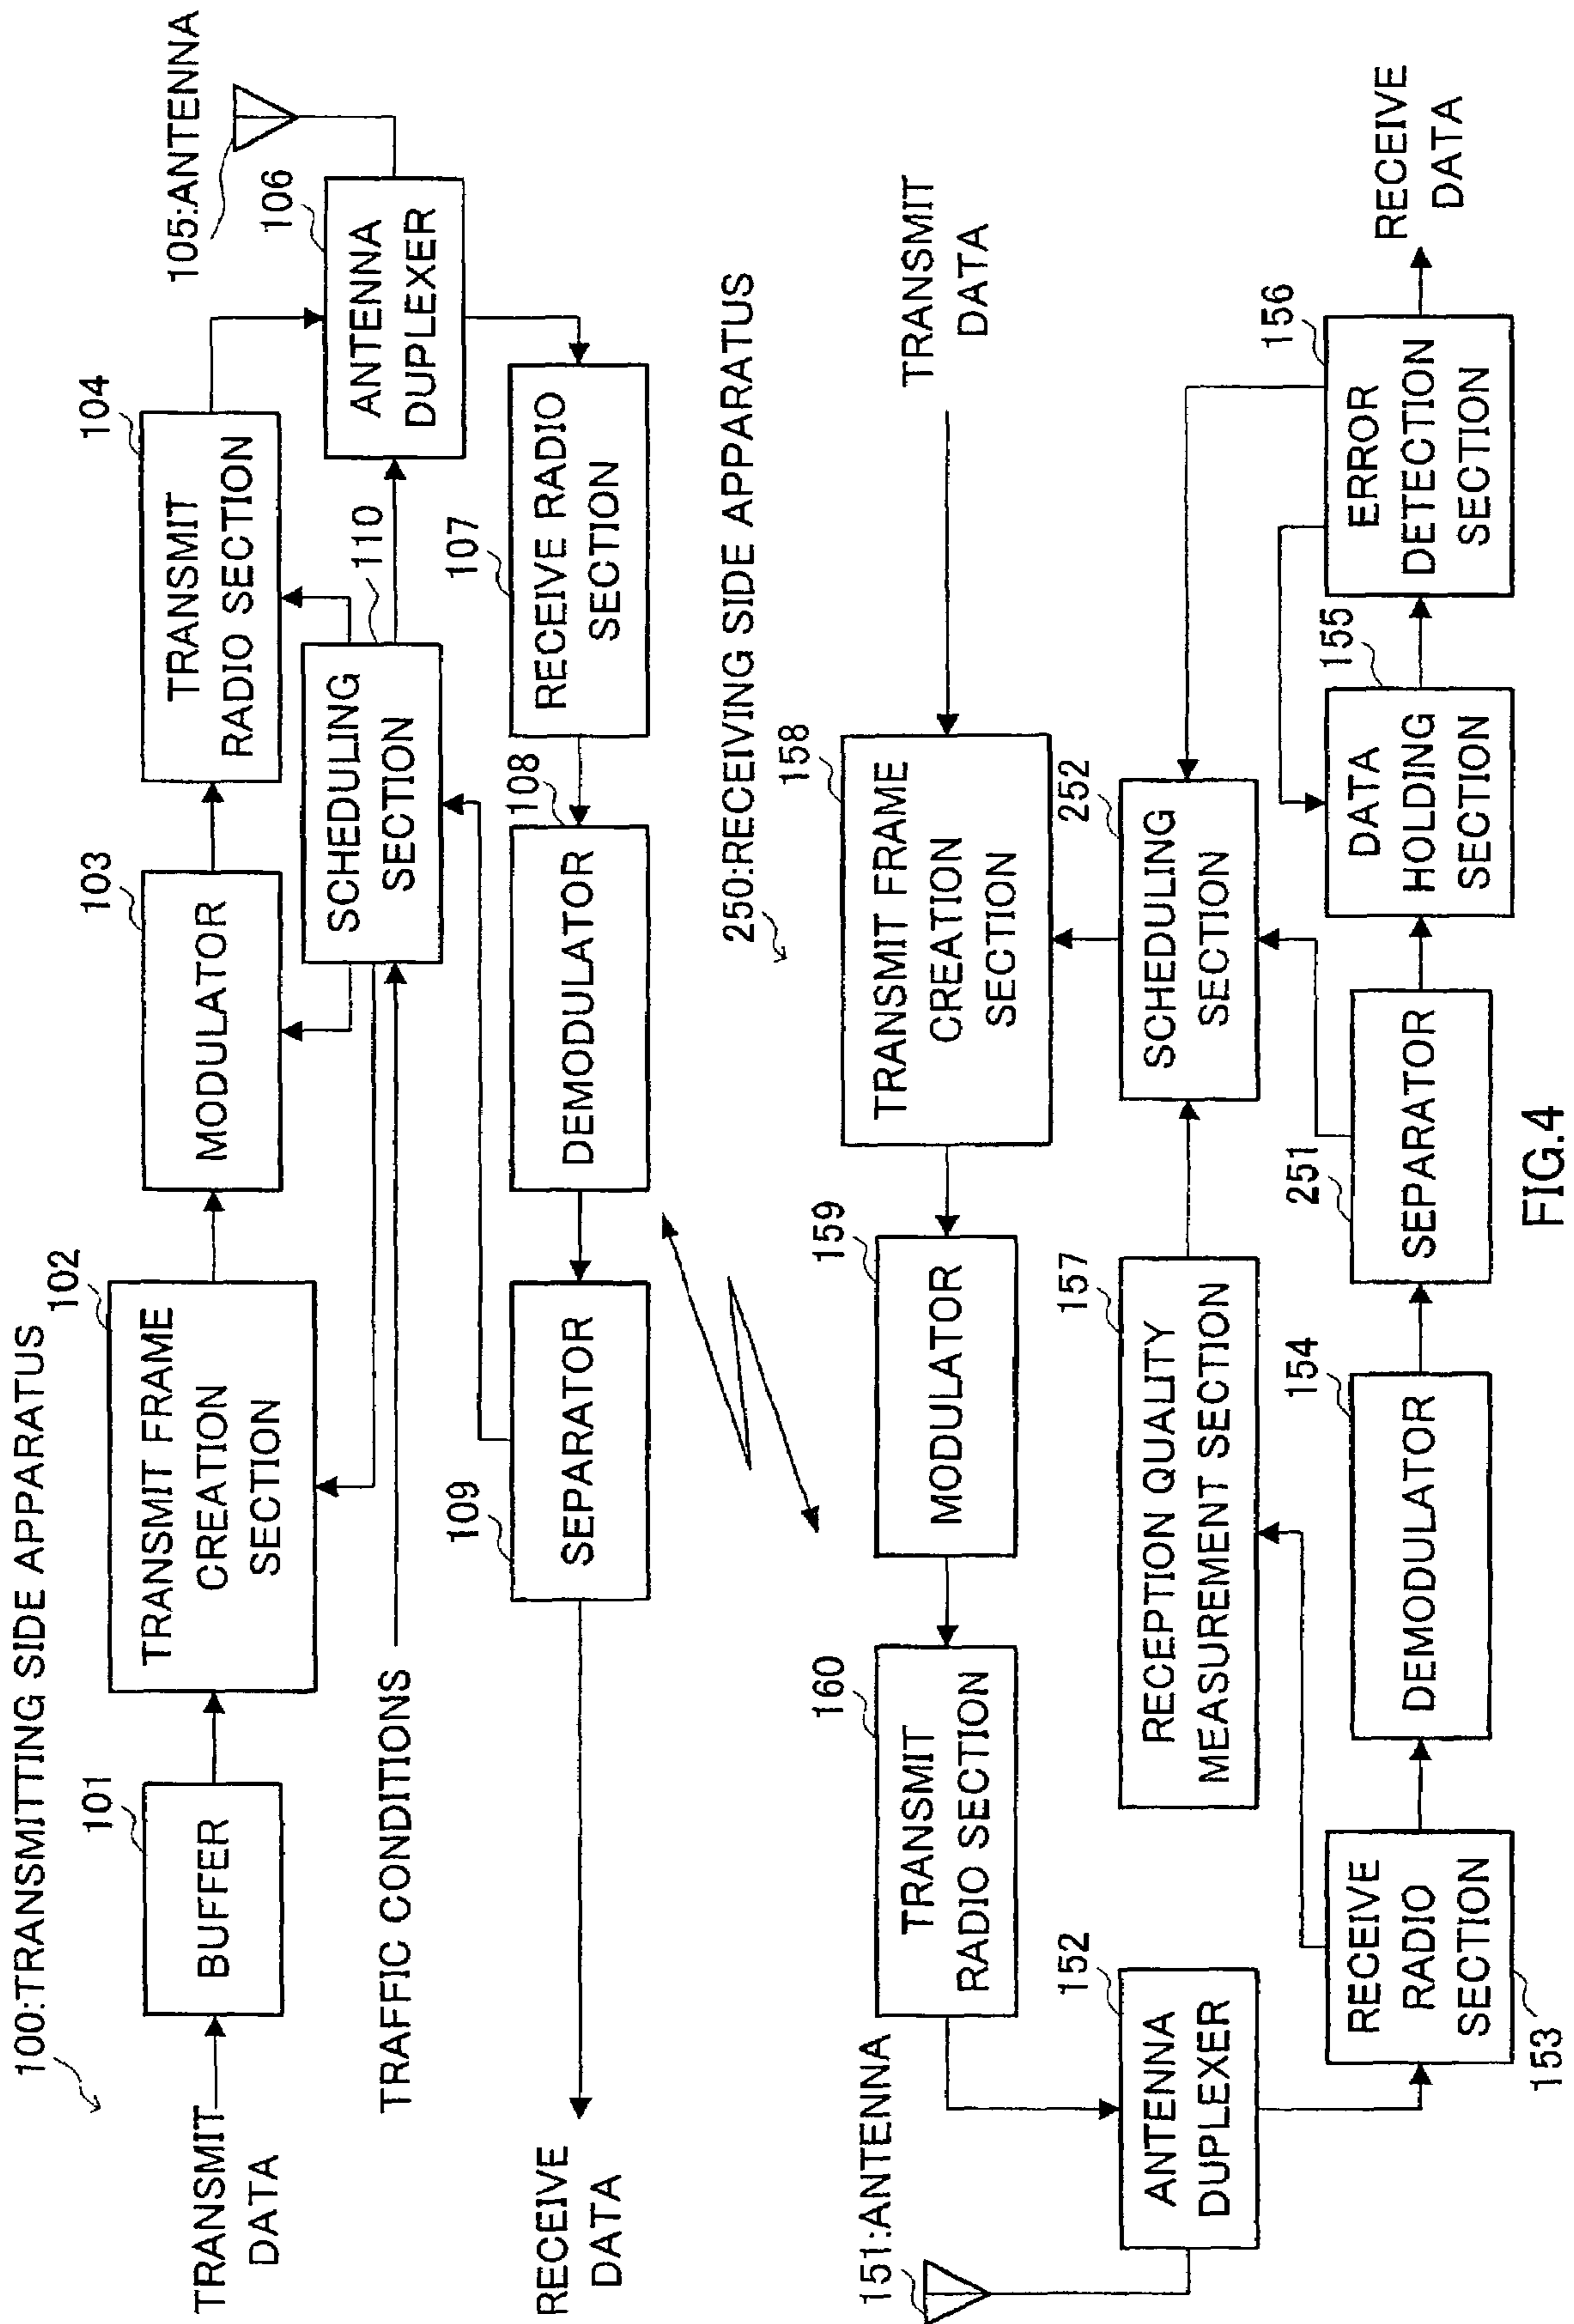 100:TRANSMITTING SIDE APPARATUS
TRANSMIT
DATA
101
BUFFER
102
TRANSMIT FRAME
CREATION
SECTION
103
MODULATOR
104
TRANSMIT
RADIO SECTION
105:ANTENNA
106
ANTENNA
DUPLEXER
TRAFFIC CONDITIONS
SCHEDULING
SECTION
110
RECEIVE
DATA
109
SEPARATOR
108
DEMODULATOR
107
RECEIVE RADIO
SECTION
250:RECEIVING SIDE APPARATUS
151:ANTENNA
152
ANTENNA
DUPLEXER
160
TRANSMIT
RADIO SECTION
159
MODULATOR
158
TRANSMIT FRAME
CREATION
SECTION
TRANSMIT
DATA
157
RECEPTION QUALITY
MEASUREMENT SECTION
252
SCHEDULING
SECTION
RECEIVE
RADIO
SECTION
153
154
DEMODULATOR
251
SEPARATOR
155
DATA
HOLDING
SECTION
156
ERROR
DETECTION
SECTION
RECEIVE
DATA
FIG.4